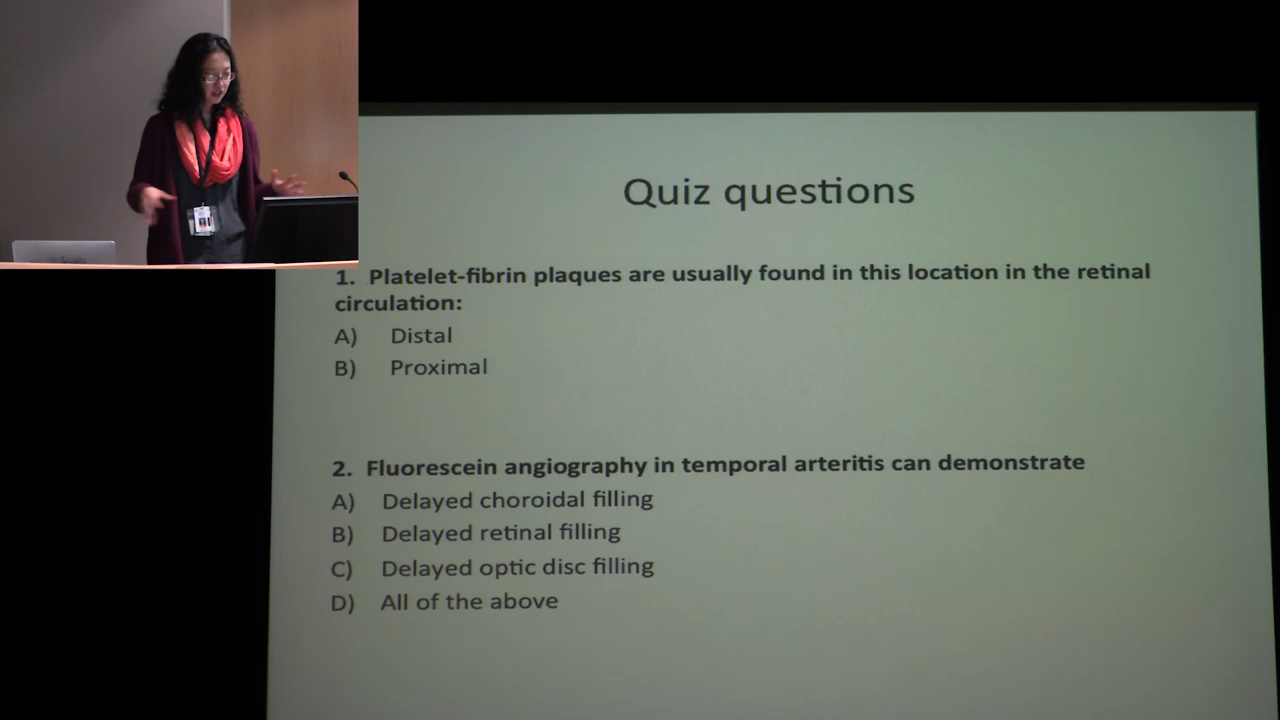 Quiz questions
1. Platelet-fibrin plaques are usually found in this location in the retinal
circulation:
A) Distal
B) Proximal
2. Fluorescein angiography in temporal arteritis can demonstrate
A) Delayed choroidal filling
B) Delayed retinal filling
C) Delayed optic disc filling
D) All of the above